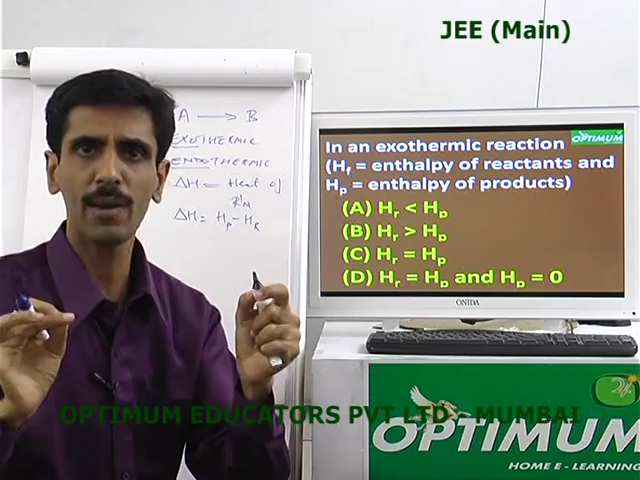 JEE (Main)
A → B
EXOTHERMIC
ENDOTHERMIC
ΔH = Heat of
Rxn
ΔH = Hp - HR
OPTIMUM
In an exothermic reaction
(Hr = enthalpy of reactants and
Hp = enthalpy of products)
(A) Hr < Hp
(B) Hr > Hp
(C) Hr = Hp
(D) Hr = Hp and Hp = 0
ONIDA
OPTIMUM EDUCATORS PVT LTD - MUMBAI
OPTIMUM
HOME E - LEARNING